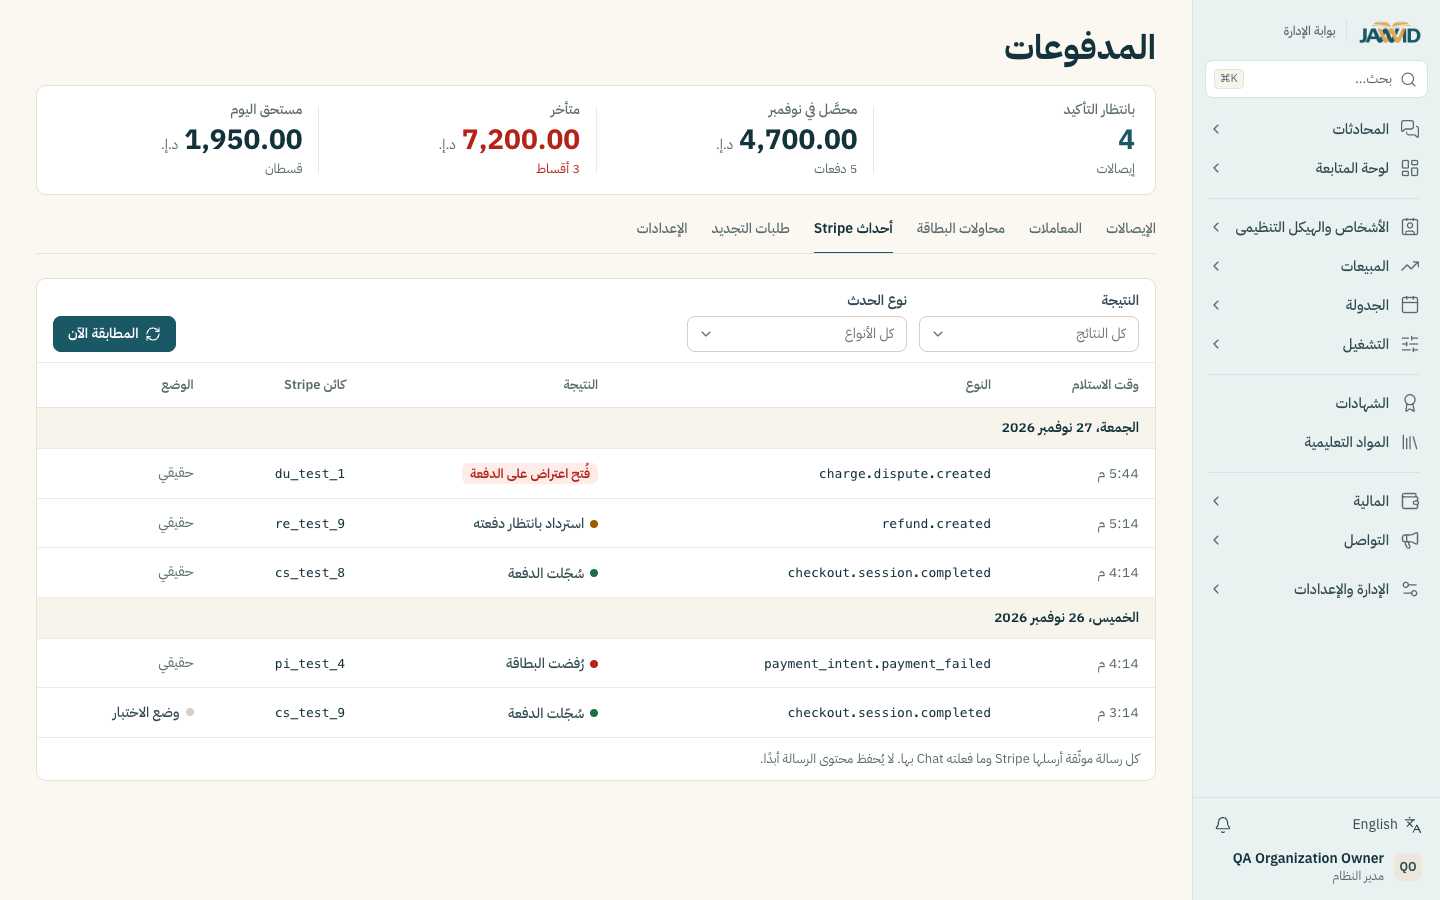 JAWID
بوابة الإدارة
بحث...
⌘K
المحادثات
لوحة المتابعة
الأشخاص والهيكل التنظيمي
المبيعات
الجدولة
التشغيل
الشهادات
المواد التعليمية
المالية
التواصل
الإدارة والإعدادات
English
QO
QA Organization Owner
مدير النظام
المدفوعات
بانتظار التأكيد
4
إيصالات
محصَّل في نوفمبر
4,700.00 د.إ.
5 دفعات
متأخر
7,200.00 د.إ.
3 أقساط
مستحق اليوم
1,950.00 د.إ.
قسطان
الإيصالات المعاملات محاولات البطاقة أحداث Stripe طلبات التجديد الإعدادات
النتيجة
كل النتائج
نوع الحدث
كل الأنواع
المطابقة الآن
وقت الاستلام النوع النتيجة كائن Stripe الوضع
الجمعة، 27 نوفمبر 2026
5:44 م charge.dispute.created فُتح اعتراض على الدفعة du_test_1 حقيقي
5:14 م refund.created استرداد بانتظار دفعته re_test_9 حقيقي
4:14 م checkout.session.completed سُجّلت الدفعة cs_test_8 حقيقي
الخميس، 26 نوفمبر 2026
4:14 م payment_intent.payment_failed رُفضت البطاقة pi_test_4 حقيقي
3:14 م checkout.session.completed سُجّلت الدفعة cs_test_9 وضع الاختبار
كل رسالة موثّقة أرسلها Stripe وما فعلته Chat بها. لا يُحفظ محتوى الرسالة أبدًا.